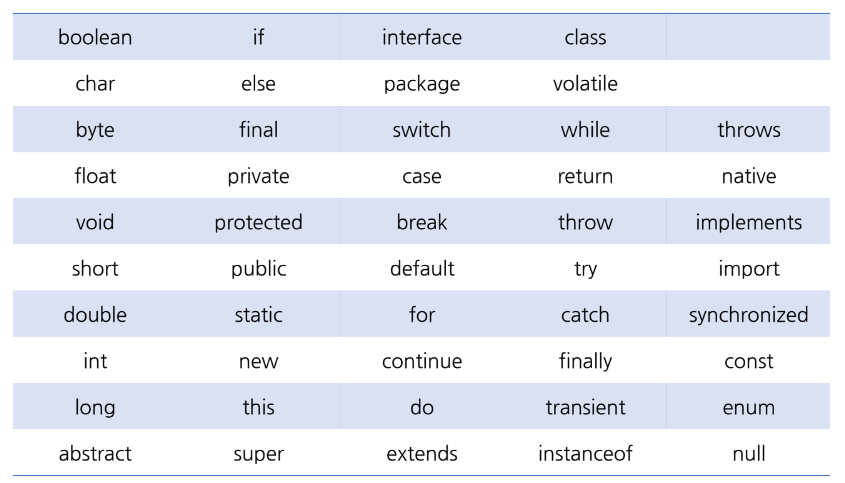 boolean if interface class
char else package volatile
byte final switch while throws
float private case return native
void protected break throw implements
short public default try import
double static for catch synchronized
int new continue finally const
long this do transient enum
abstract super extends instanceof null